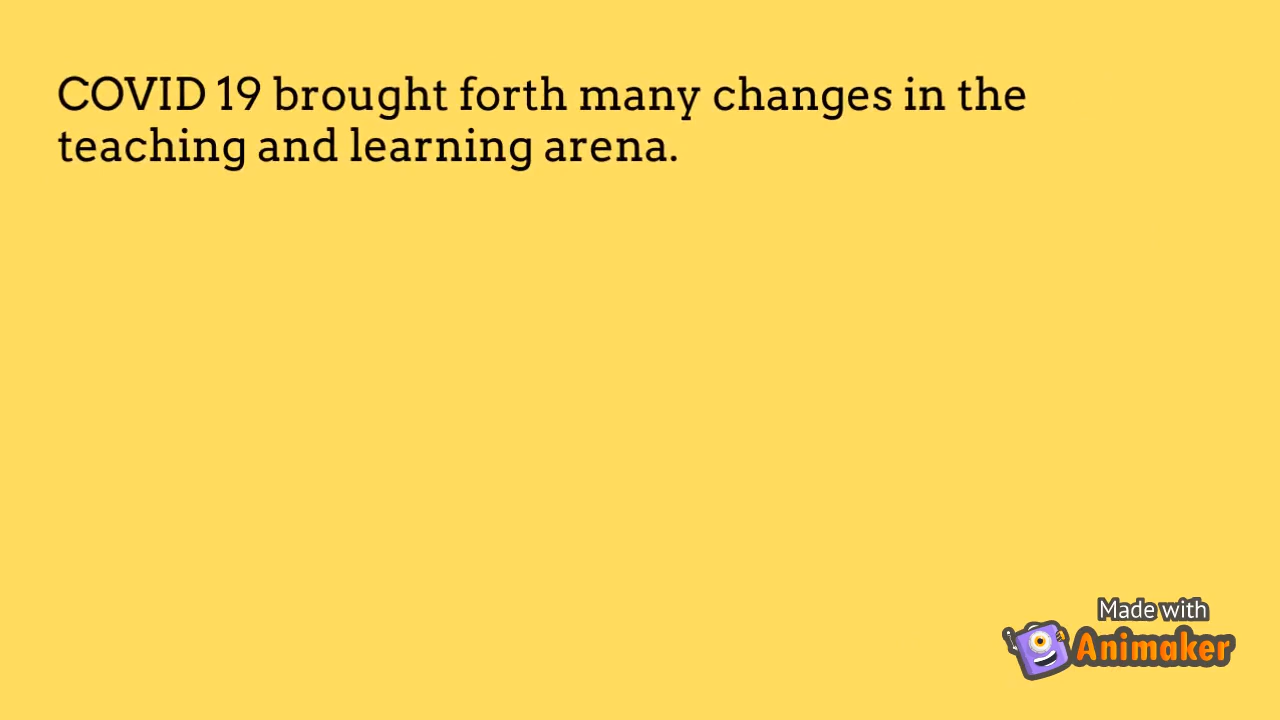 COVID 19 brought forth many changes in the
teaching and learning arena.
Made with
Animaker